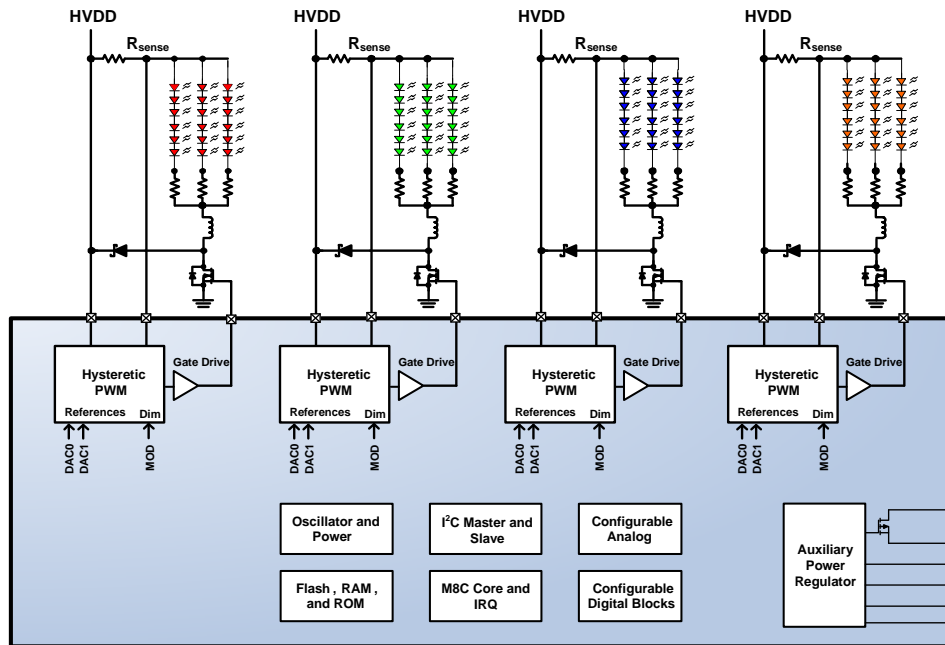 HVDD HVDD HVDD HVDD
Rsense Rsense Rsense Rsense
Gate Drive Gate Drive Gate Drive Gate Drive
Hysteretic Hysteretic Hysteretic Hysteretic
PWM PWM PWM PWM
References Dim References Dim References Dim References Dim
DAC0 DAC1 MOD DAC0 DAC1 MOD DAC0 DAC1 MOD DAC0 DAC1 MOD
Oscillator and
Power
I²C Master and
Slave
Configurable
Analog
Flash , RAM ,
and ROM
M8C Core and
IRQ
Configurable
Digital Blocks
Auxiliary
Power
Regulator